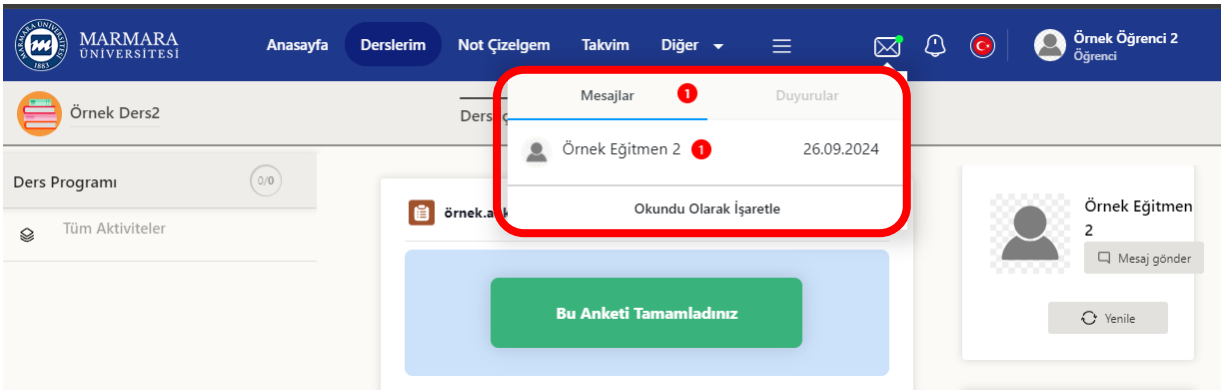 MARMARA
ÜNİVERSİTESİ
Anasayfa
Derslerim
Not Çizelgem
Takvim
Diğer
Örnek Öğrenci 2
Öğrenci
Örnek Ders2
Mesajlar 1
Duyurular
Örnek Eğitmen 2 1 26.09.2024
Okundu Olarak İşaretle
Ders Programı 0/0
Tüm Aktiviteler
Bu Anketi Tamamladınız
Örnek Eğitmen
2
Mesaj gönder
Yenile